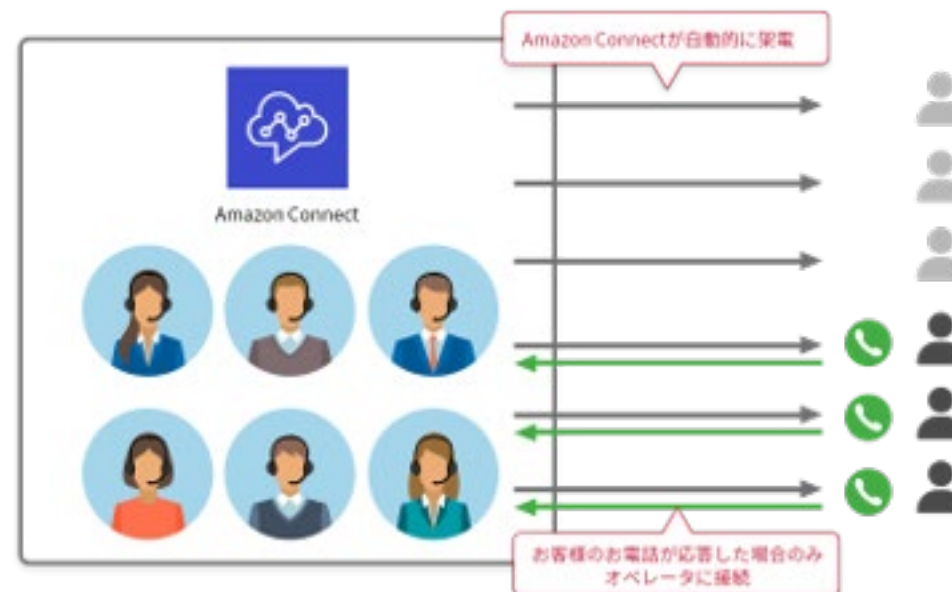 Amazon Connectが自動的に架電
Amazon Connect
お客様のお電話が応答した場合のみ
オペレータに接続